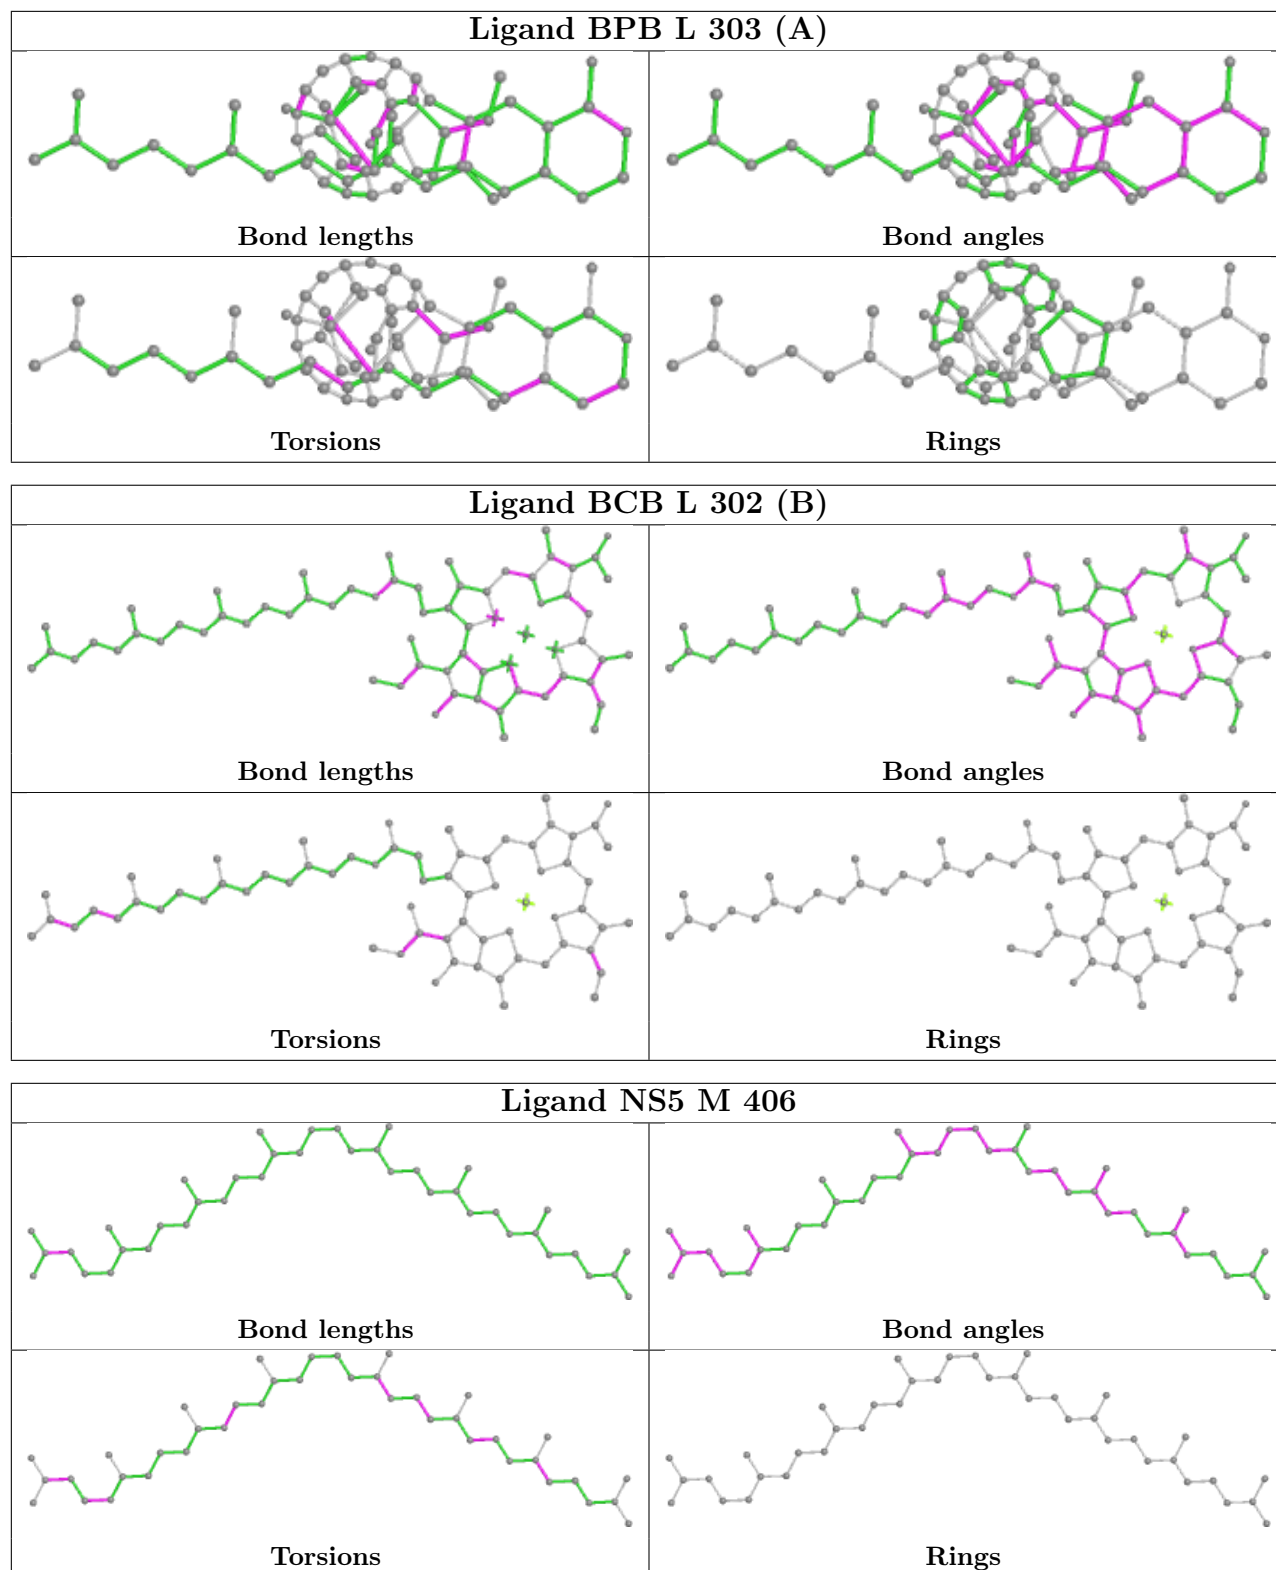 Ligand BPB L 303 (A)
Bond lengths
Bond angles
Torsions
Rings
Ligand BCB L 302 (B)
Bond lengths
Bond angles
Torsions
Rings
Ligand NS5 M 406
Bond lengths
Bond angles
Torsions
Rings